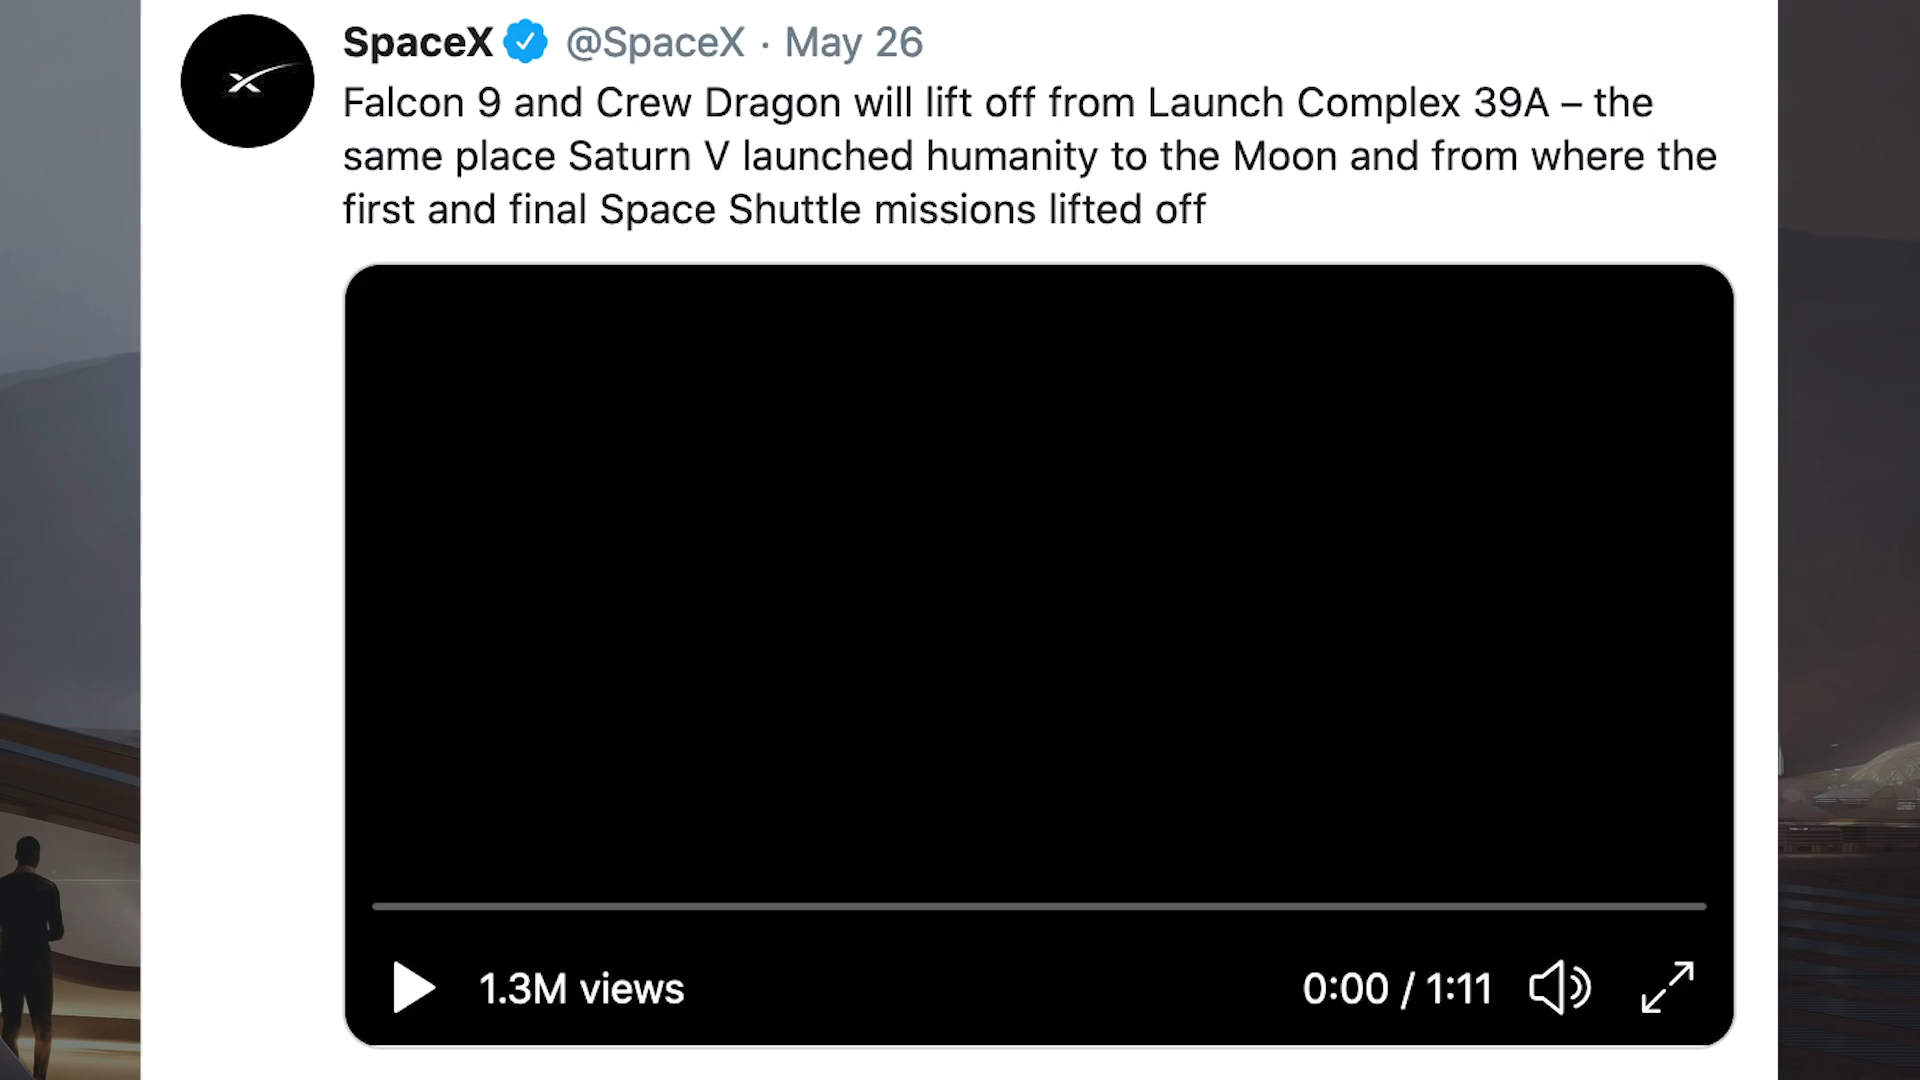 SpaceX @SpaceX · May 26
Falcon 9 and Crew Dragon will lift off from Launch Complex 39A – the
same place Saturn V launched humanity to the Moon and from where the
first and final Space Shuttle missions lifted off
1.3M views 0:00 / 1:11